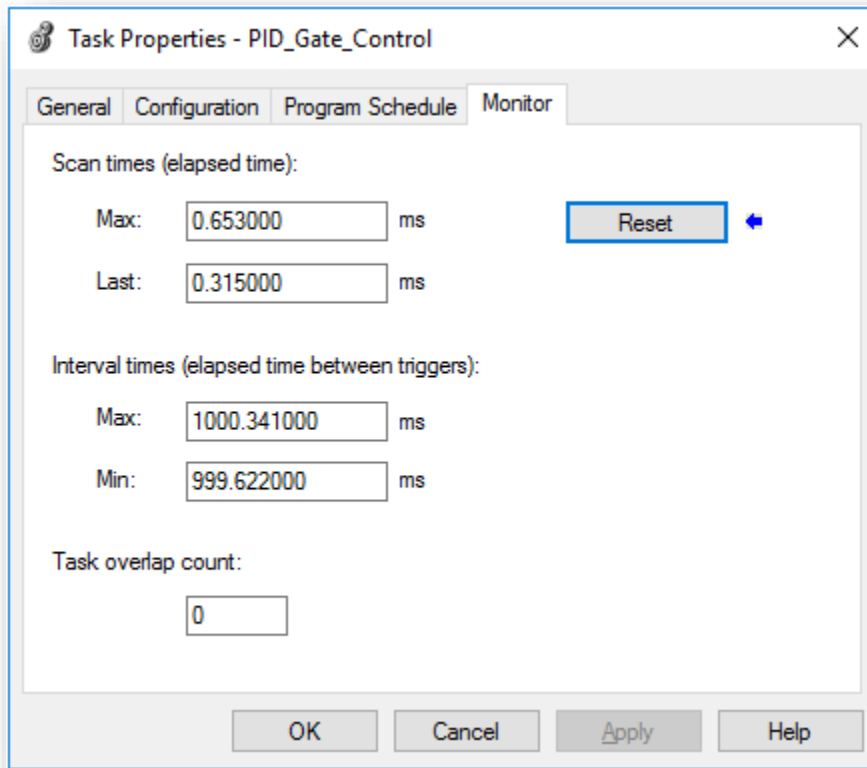 Task Properties - PID_Gate_Control
General Configuration Program Schedule Monitor
Scan times (elapsed time):
Max: 0.653000 ms Reset
Last: 0.315000 ms
Interval times (elapsed time between triggers):
Max: 1000.341000 ms
Min: 999.622000 ms
Task overlap count:
0
OK Cancel Apply Help